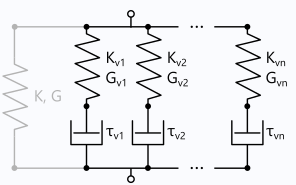 K, G
K_v1
G_v1
τ_v1
K_v2
G_v2
τ_v2
...
K_vn
G_vn
τ_vn
...